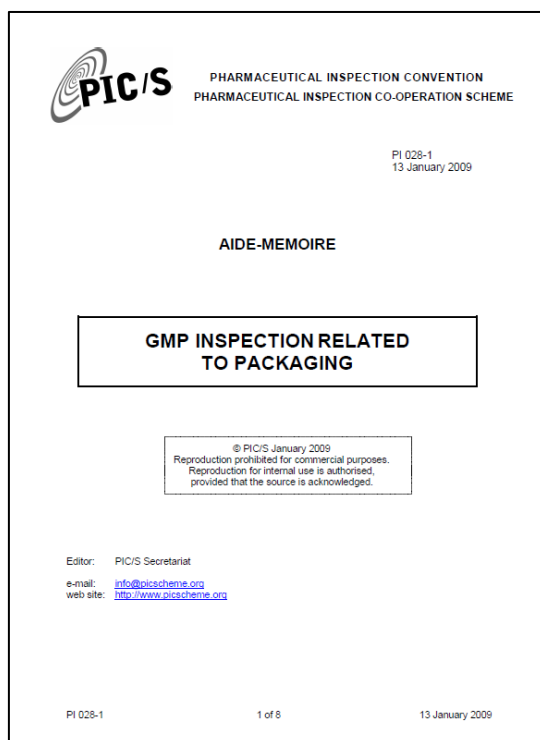 PIC/S
PHARMACEUTICAL INSPECTION CONVENTION
PHARMACEUTICAL INSPECTION CO-OPERATION SCHEME
PI 028-1
13 January 2009
AIDE-MEMOIRE
GMP INSPECTION RELATED
TO PACKAGING
© PIC/S January 2009
Reproduction prohibited for commercial purposes.
Reproduction for internal use is authorised,
provided that the source is acknowledged.
Editor: PIC/S Secretariat
e-mail: info@picscheme.org
web site: http://www.picscheme.org
PI 028-1 1 of 8 13 January 2009